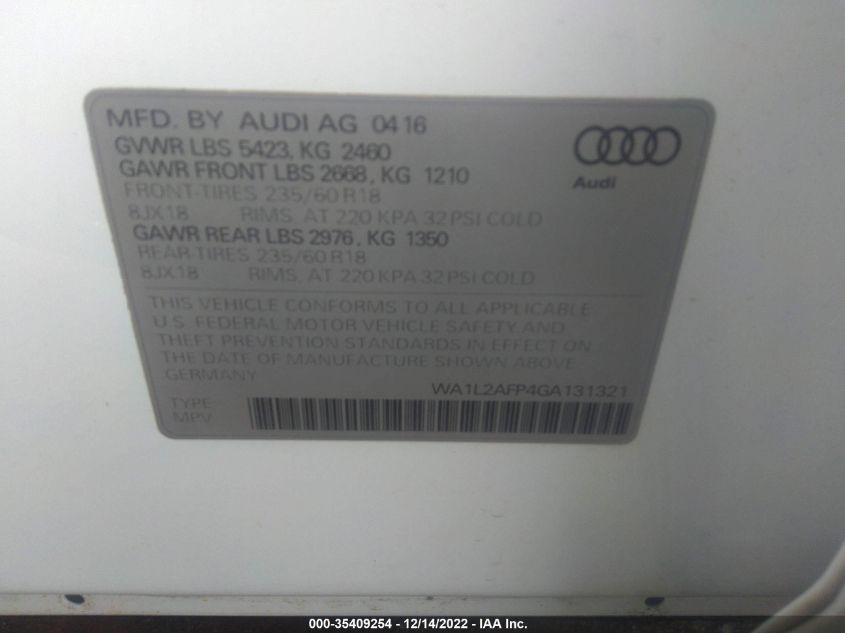 MFD. BY AUDI AG 0416
GVWR LBS 5423, KG 2460
GAWR FRONT LBS 2668, KG 1210
FRONT-TIRES 235/60 R18
8JX18 RIMS, AT 220 KPA 32 PSI COLD
GAWR REAR LBS 2976, KG 1350
REAR-TIRES 235/60 R18
8JX18 RIMS, AT 220 KPA 32 PSI COLD
Audi
THIS VEHICLE CONFORMS TO ALL APPLICABLE
U.S. FEDERAL MOTOR VEHICLE SAFETY AND
THEFT PREVENTION STANDARDS IN EFFECT ON
THE DATE OF MANUFACTURE SHOWN ABOVE
GERMANY
WA1L2AFP4GA131321
TYPE
MPV
000-35409254 - 12/14/2022 - IAA Inc.